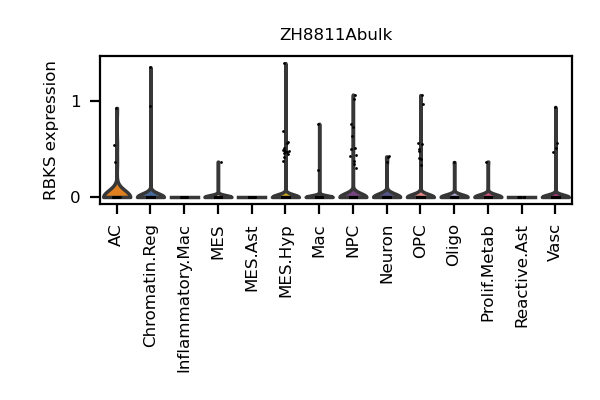 ZH8811Abulk
RBKS expression
1
0
AC
Chromatin.Reg
Inflammatory.Mac
MES
MES.Ast
MES.Hyp
Mac
NPC
Neuron
OPC
Oligo
Prolif.Metab
Reactive.Ast
Vasc